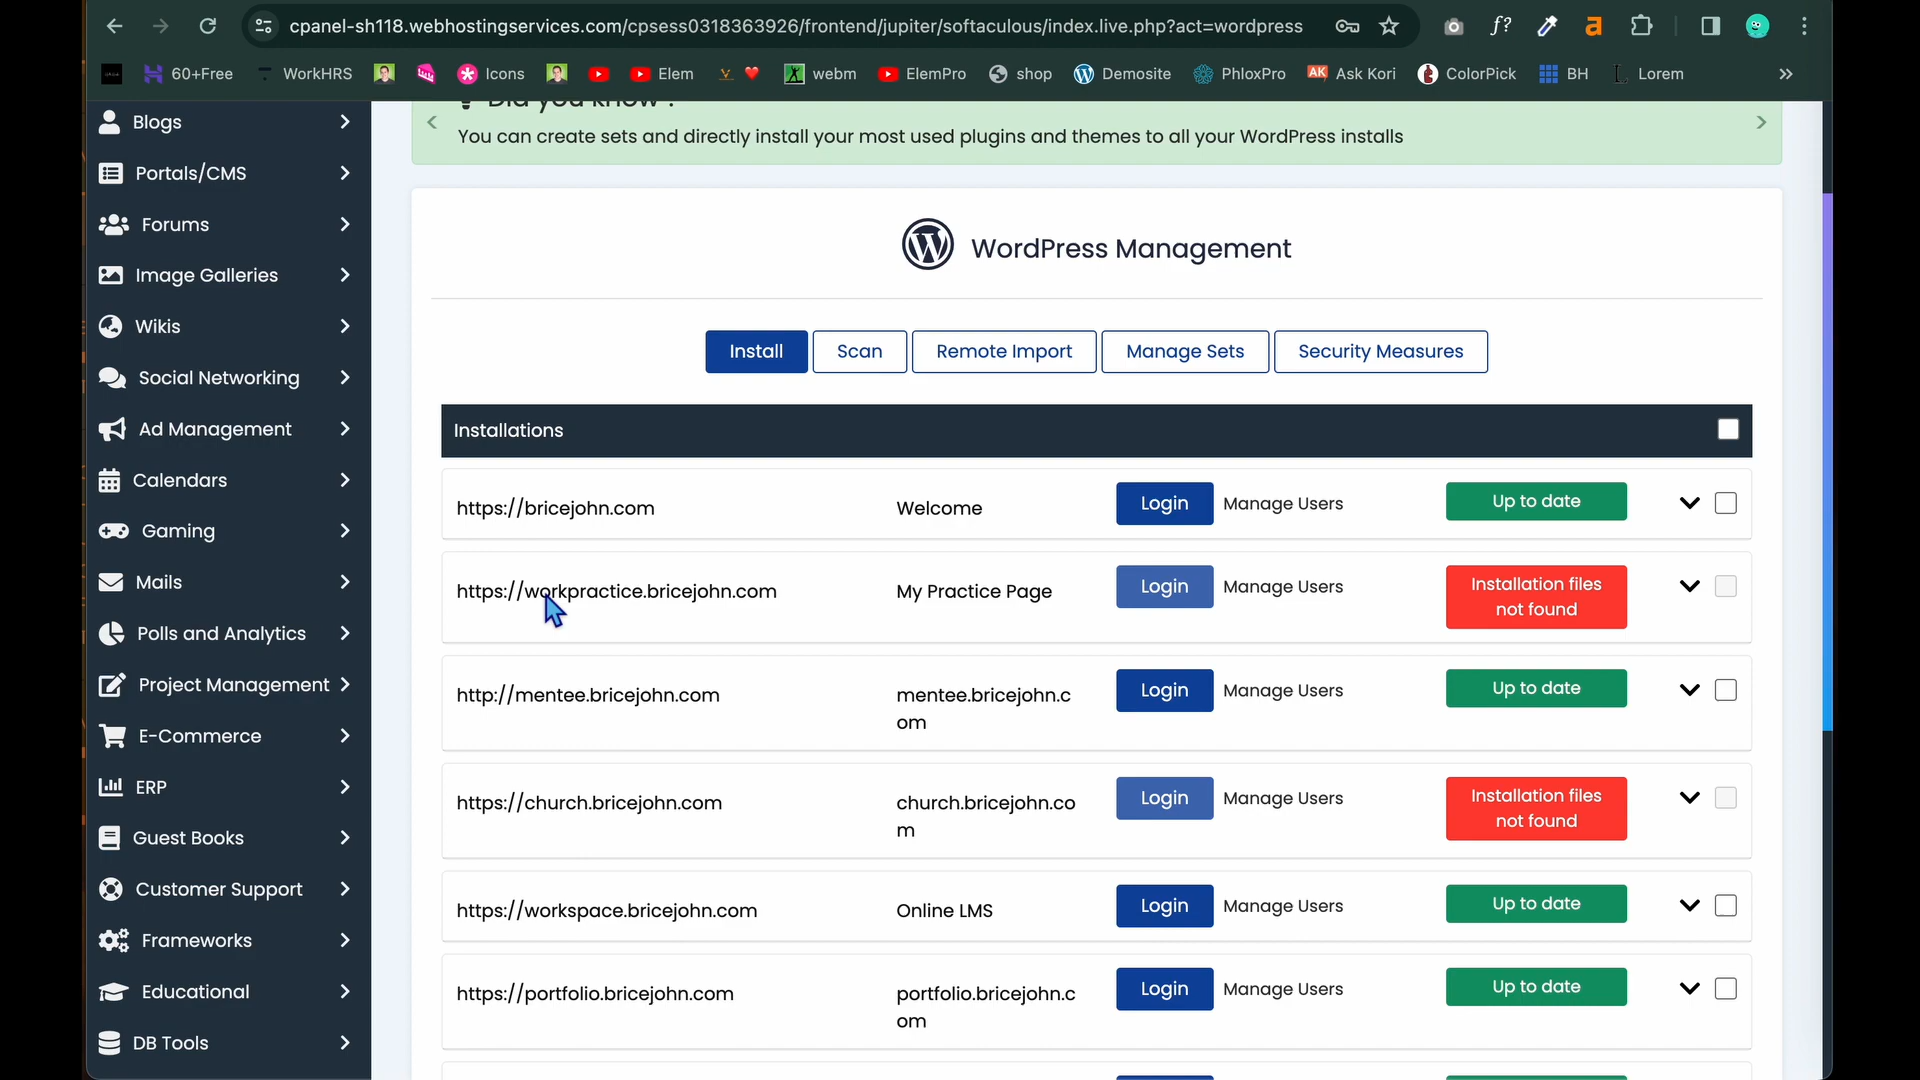 cpanel-sh118.webhostingservices.com/cpsess0318363926/frontend/jupiter/softaculous/index.live.php?act=wordpress
f?
a
60+Free
WorkHRS
Icons
Elem
webm
ElemPro
shop
Demosite
PhloxPro
AK Ask Kori
ColorPick
BH
Lorem
»
Blogs
Portals/CMS
Forums
Image Galleries
Wikis
Social Networking
Ad Management
Calendars
Gaming
Mails
Polls and Analytics
Project Management
E-Commerce
ERP
Guest Books
Customer Support
Frameworks
Educational
DB Tools
Did you know ?
You can create sets and directly install your most used plugins and themes to all your WordPress installs
WordPress Management
Install
Scan
Remote Import
Manage Sets
Security Measures
Installations
https://bricejohn.com
Welcome
Login
Manage Users
Up to date
https://workpractice.bricejohn.com
My Practice Page
Login
Manage Users
Installation files
not found
http://mentee.bricejohn.com
mentee.bricejohn.c
om
Login
Manage Users
Up to date
https://church.bricejohn.com
church.bricejohn.co
m
Login
Manage Users
Installation files
not found
https://workspace.bricejohn.com
Online LMS
Login
Manage Users
Up to date
https://portfolio.bricejohn.com
portfolio.bricejohn.c
om
Login
Manage Users
Up to date